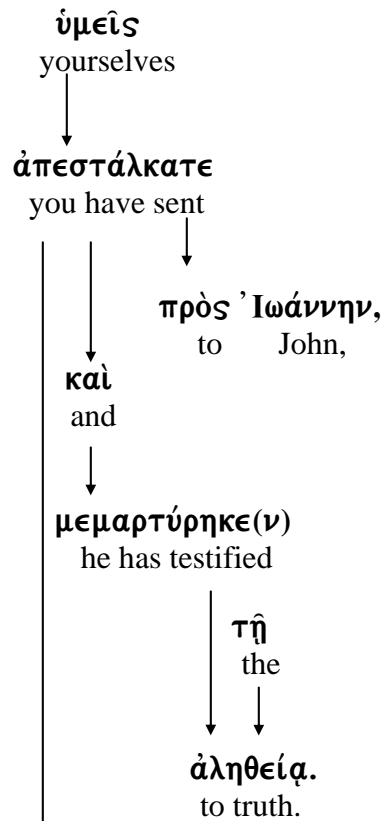 ὑμεῖς
yourselves
ἀπεστάλκατε
you have sent
πρὸς Ἰωάννην,
to John,
καὶ
and
μεμαρτύρηκε(ν)
he has testified
τῇ
the
ἀληθείᾳ.
to truth.